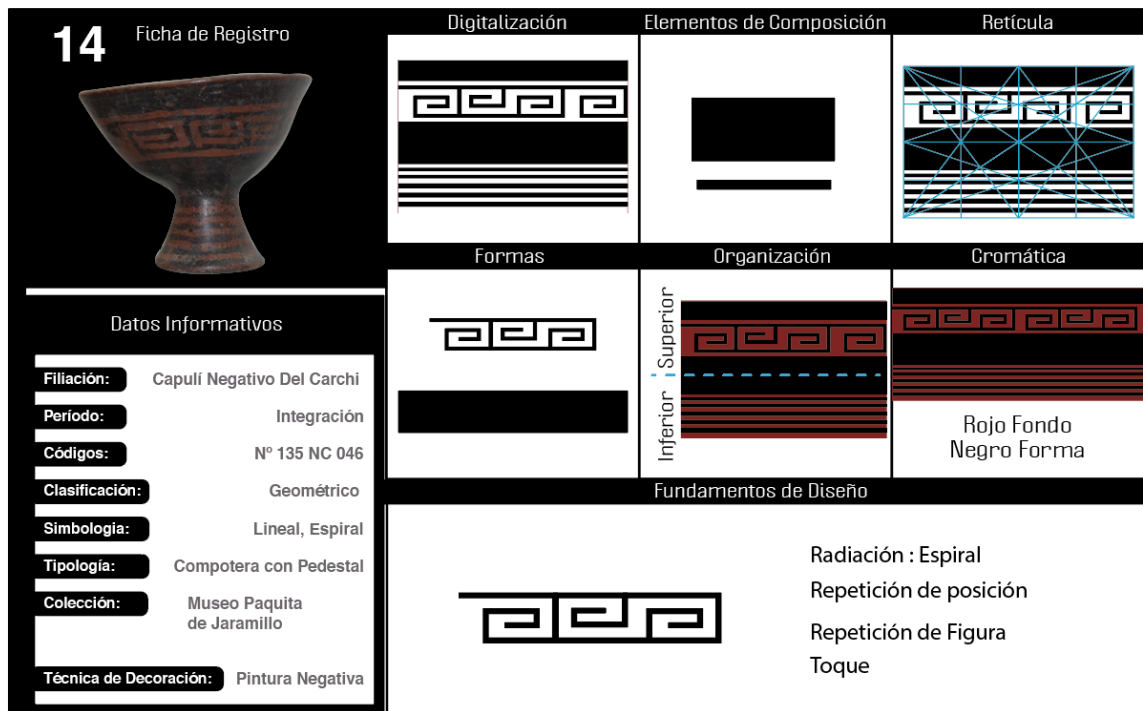 14
Ficha de Registro
Datos Informativos
Filiación: Capulí Negativo Del Carchi
Período: Integración
Códigos: Nº 135 NC 046
Clasificación: Geométrico
Simbologia: Lineal, Espiral
Tipología: Compotera con Pedestal
Colección: Museo Paquita
de Jaramillo
Técnica de Decoración: Pintura Negativa
Digitalización
Elementos de Composición
Retícula
Formas
Organización
Superior
Inferior
Cromática
Rojo Fondo
Negro Forma
Fundamentos de Diseño
Radiación : Espiral
Repetición de posición
Repetición de Figura
Toque